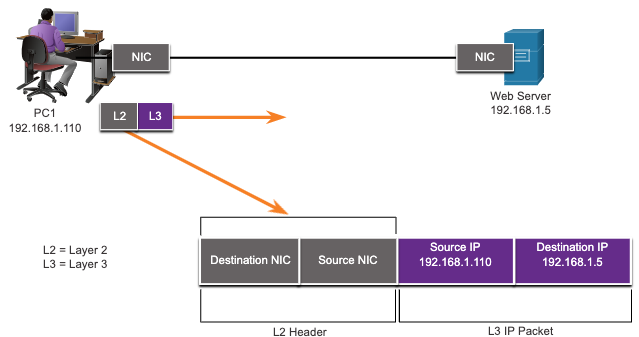 NIC
NIC
PC1
192.168.1.110
Web Server
192.168.1.5
L2
L3
L2 = Layer 2
L3 = Layer 3
Destination NIC
Source NIC
Source IP
192.168.1.110
Destination IP
192.168.1.5
L2 Header
L3 IP Packet